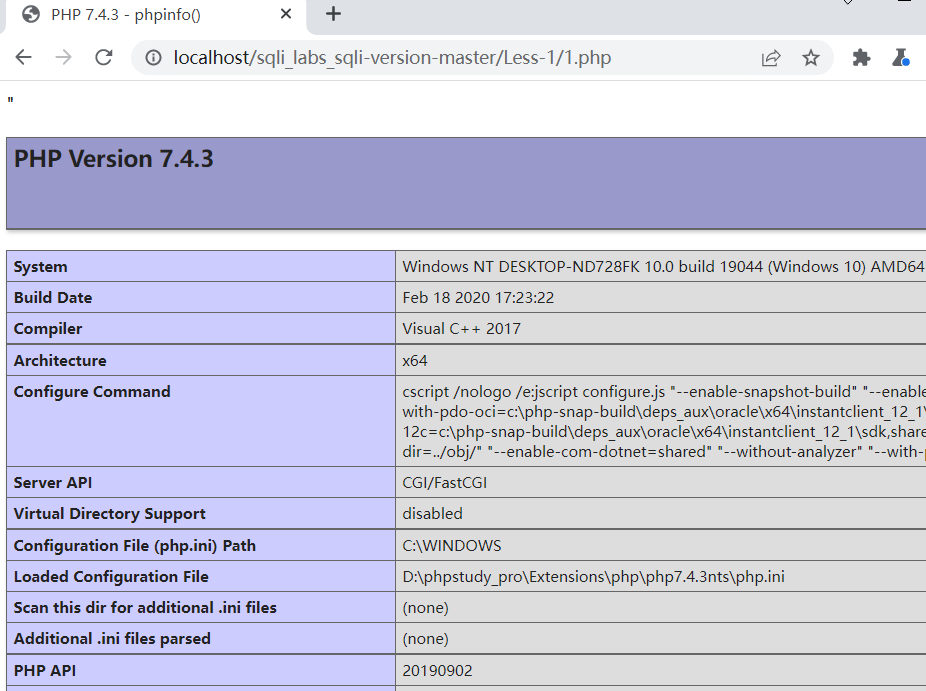 PHP 7.4.3 - phpinfo()
localhost/sqli_labs_sqli-version-master/Less-1/1.php
"
PHP Version 7.4.3
System Windows NT DESKTOP-ND728FK 10.0 build 19044 (Windows 10) AMD64
Build Date Feb 18 2020 17:23:22
Compiler Visual C++ 2017
Architecture x64
Configure Command cscript /nologo /e:jscript configure.js "--enable-snapshot-build" "--enable
with-pdo-oci=c:\php-snap-build\deps_aux\oracle\x64\instantclient_12_1\
12c=c:\php-snap-build\deps_aux\oracle\x64\instantclient_12_1\sdk,share
dir=../obj/" "--enable-com-dotnet=shared" "--without-analyzer" "--with-p
Server API CGI/FastCGI
Virtual Directory Support disabled
Configuration File (php.ini) Path C:\WINDOWS
Loaded Configuration File D:\phpstudy_pro\Extensions\php\php7.4.3nts\php.ini
Scan this dir for additional .ini files (none)
Additional .ini files parsed (none)
PHP API 20190902